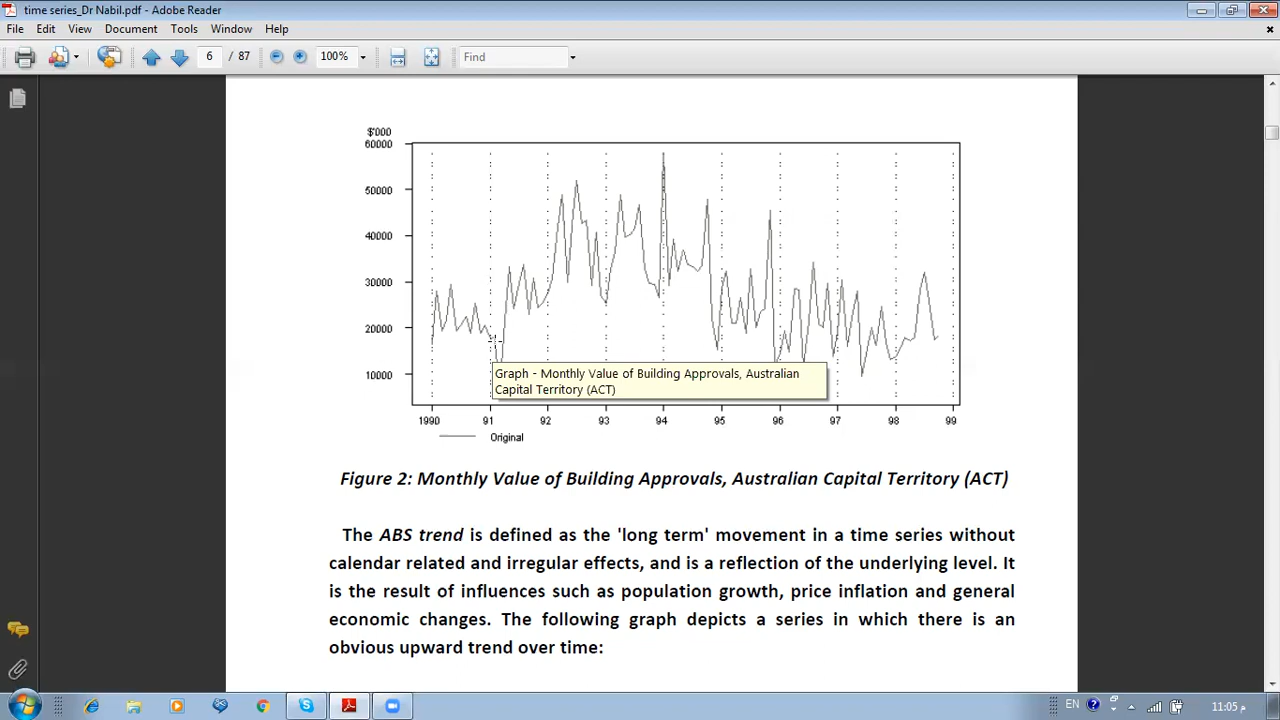 time series_Dr Nabil.pdf - Adobe Reader
File Edit View Document Tools Window Help
6 / 87 100% Find
$'000
60000
50000
40000
30000
20000
10000
Graph - Monthly Value of Building Approvals, Australian
Capital Territory (ACT)
1990 91 92 93 94 95 96 97 98 99
Original
Figure 2: Monthly Value of Building Approvals, Australian Capital Territory (ACT)
The ABS trend is defined as the 'long term' movement in a time series without
calendar related and irregular effects, and is a reflection of the underlying level. It
is the result of influences such as population growth, price inflation and general
economic changes. The following graph depicts a series in which there is an
obvious upward trend over time:
EN 11:05 م